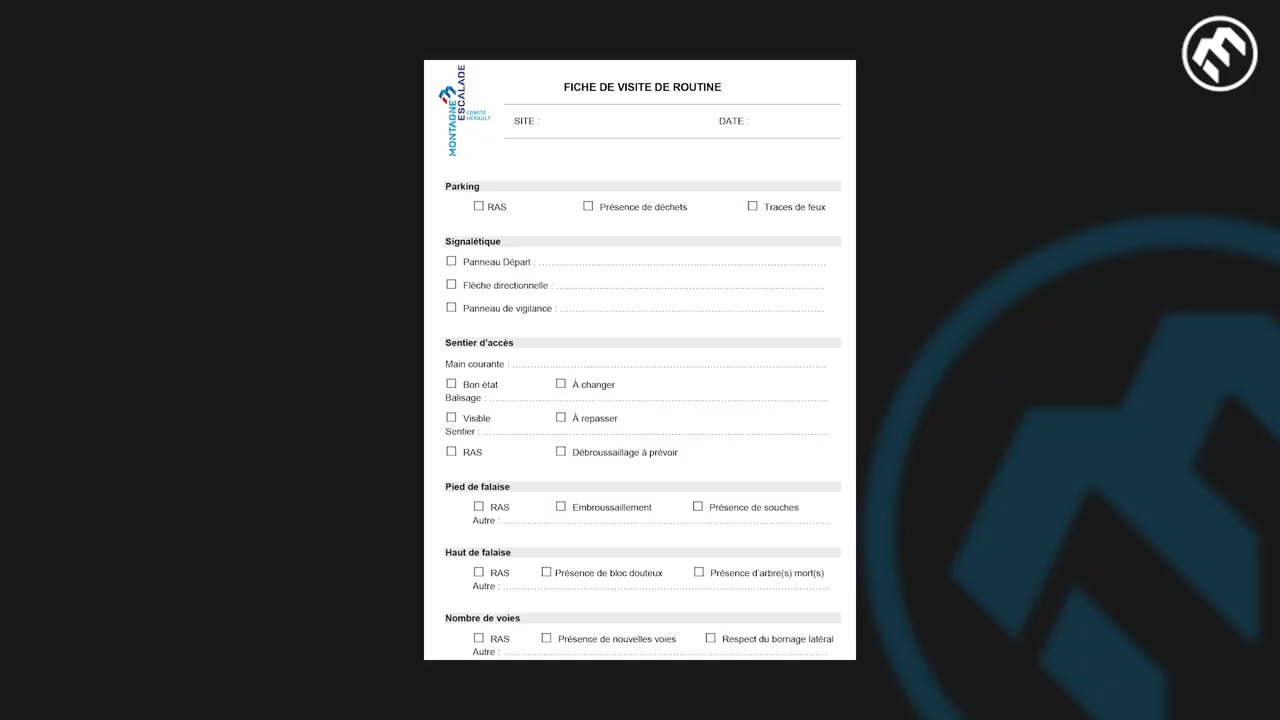 MONTAGNE
ESCALADE
COMITÉ
HÉRAULT
FICHE DE VISITE DE ROUTINE
SITE : DATE :
Parking
☐ RAS ☐ Présence de déchets ☐ Traces de feux
Signalétique
☐ Panneau Départ : ……………………………………………………………………………
☐ Flèche directionnelle : ………………………………………………………………………
☐ Panneau de vigilance : ………………………………………………………………………
Sentier d'accès
Main courante : ……………………………………………………………………………………
☐ Bon état ☐ À changer
Balisage : …………………………………………………………………………………………
☐ Visible ☐ À repasser
Sentier : ……………………………………………………………………………………………
☐ RAS ☐ Débroussaillage à prévoir
Pied de falaise
☐ RAS ☐ Embroussaillement ☐ Présence de souches
Autre : ………………………………………………………………………………………
Haut de falaise
☐ RAS ☐ Présence de bloc douteux ☐ Présence d'arbre(s) mort(s)
Autre : ………………………………………………………………………………………
Nombre de voies
☐ RAS ☐ Présence de nouvelles voies ☐ Respect du bornage latéral
Autre : ………………………………………………………………………………………